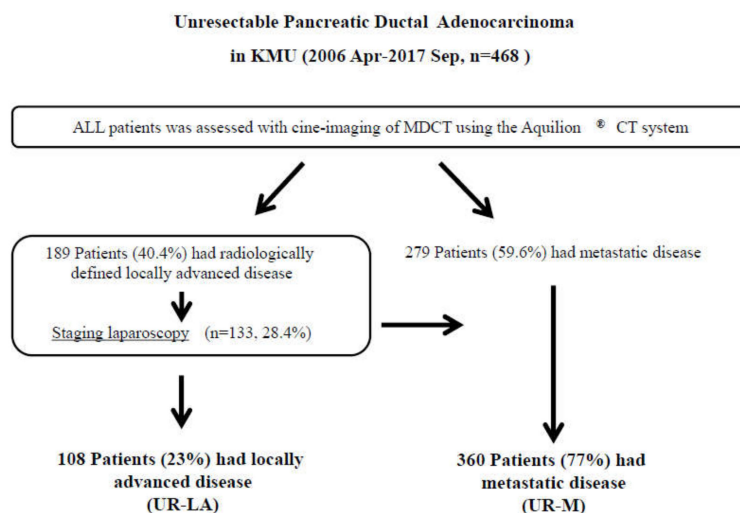 Unresectable Pancreatic Ductal Adenocarcinoma
in KMU (2006 Apr-2017 Sep, n=468 )
ALL patients was assessed with cine-imaging of MDCT using the Aquilion ® CT system
189 Patients (40.4%) had radiologically
defined locally advanced disease
279 Patients (59.6%) had metastatic disease
Staging laparoscopy (n=133, 28.4%)
108 Patients (23%) had locally
advanced disease
(UR-LA)
360 Patients (77%) had
metastatic disease
(UR-M)